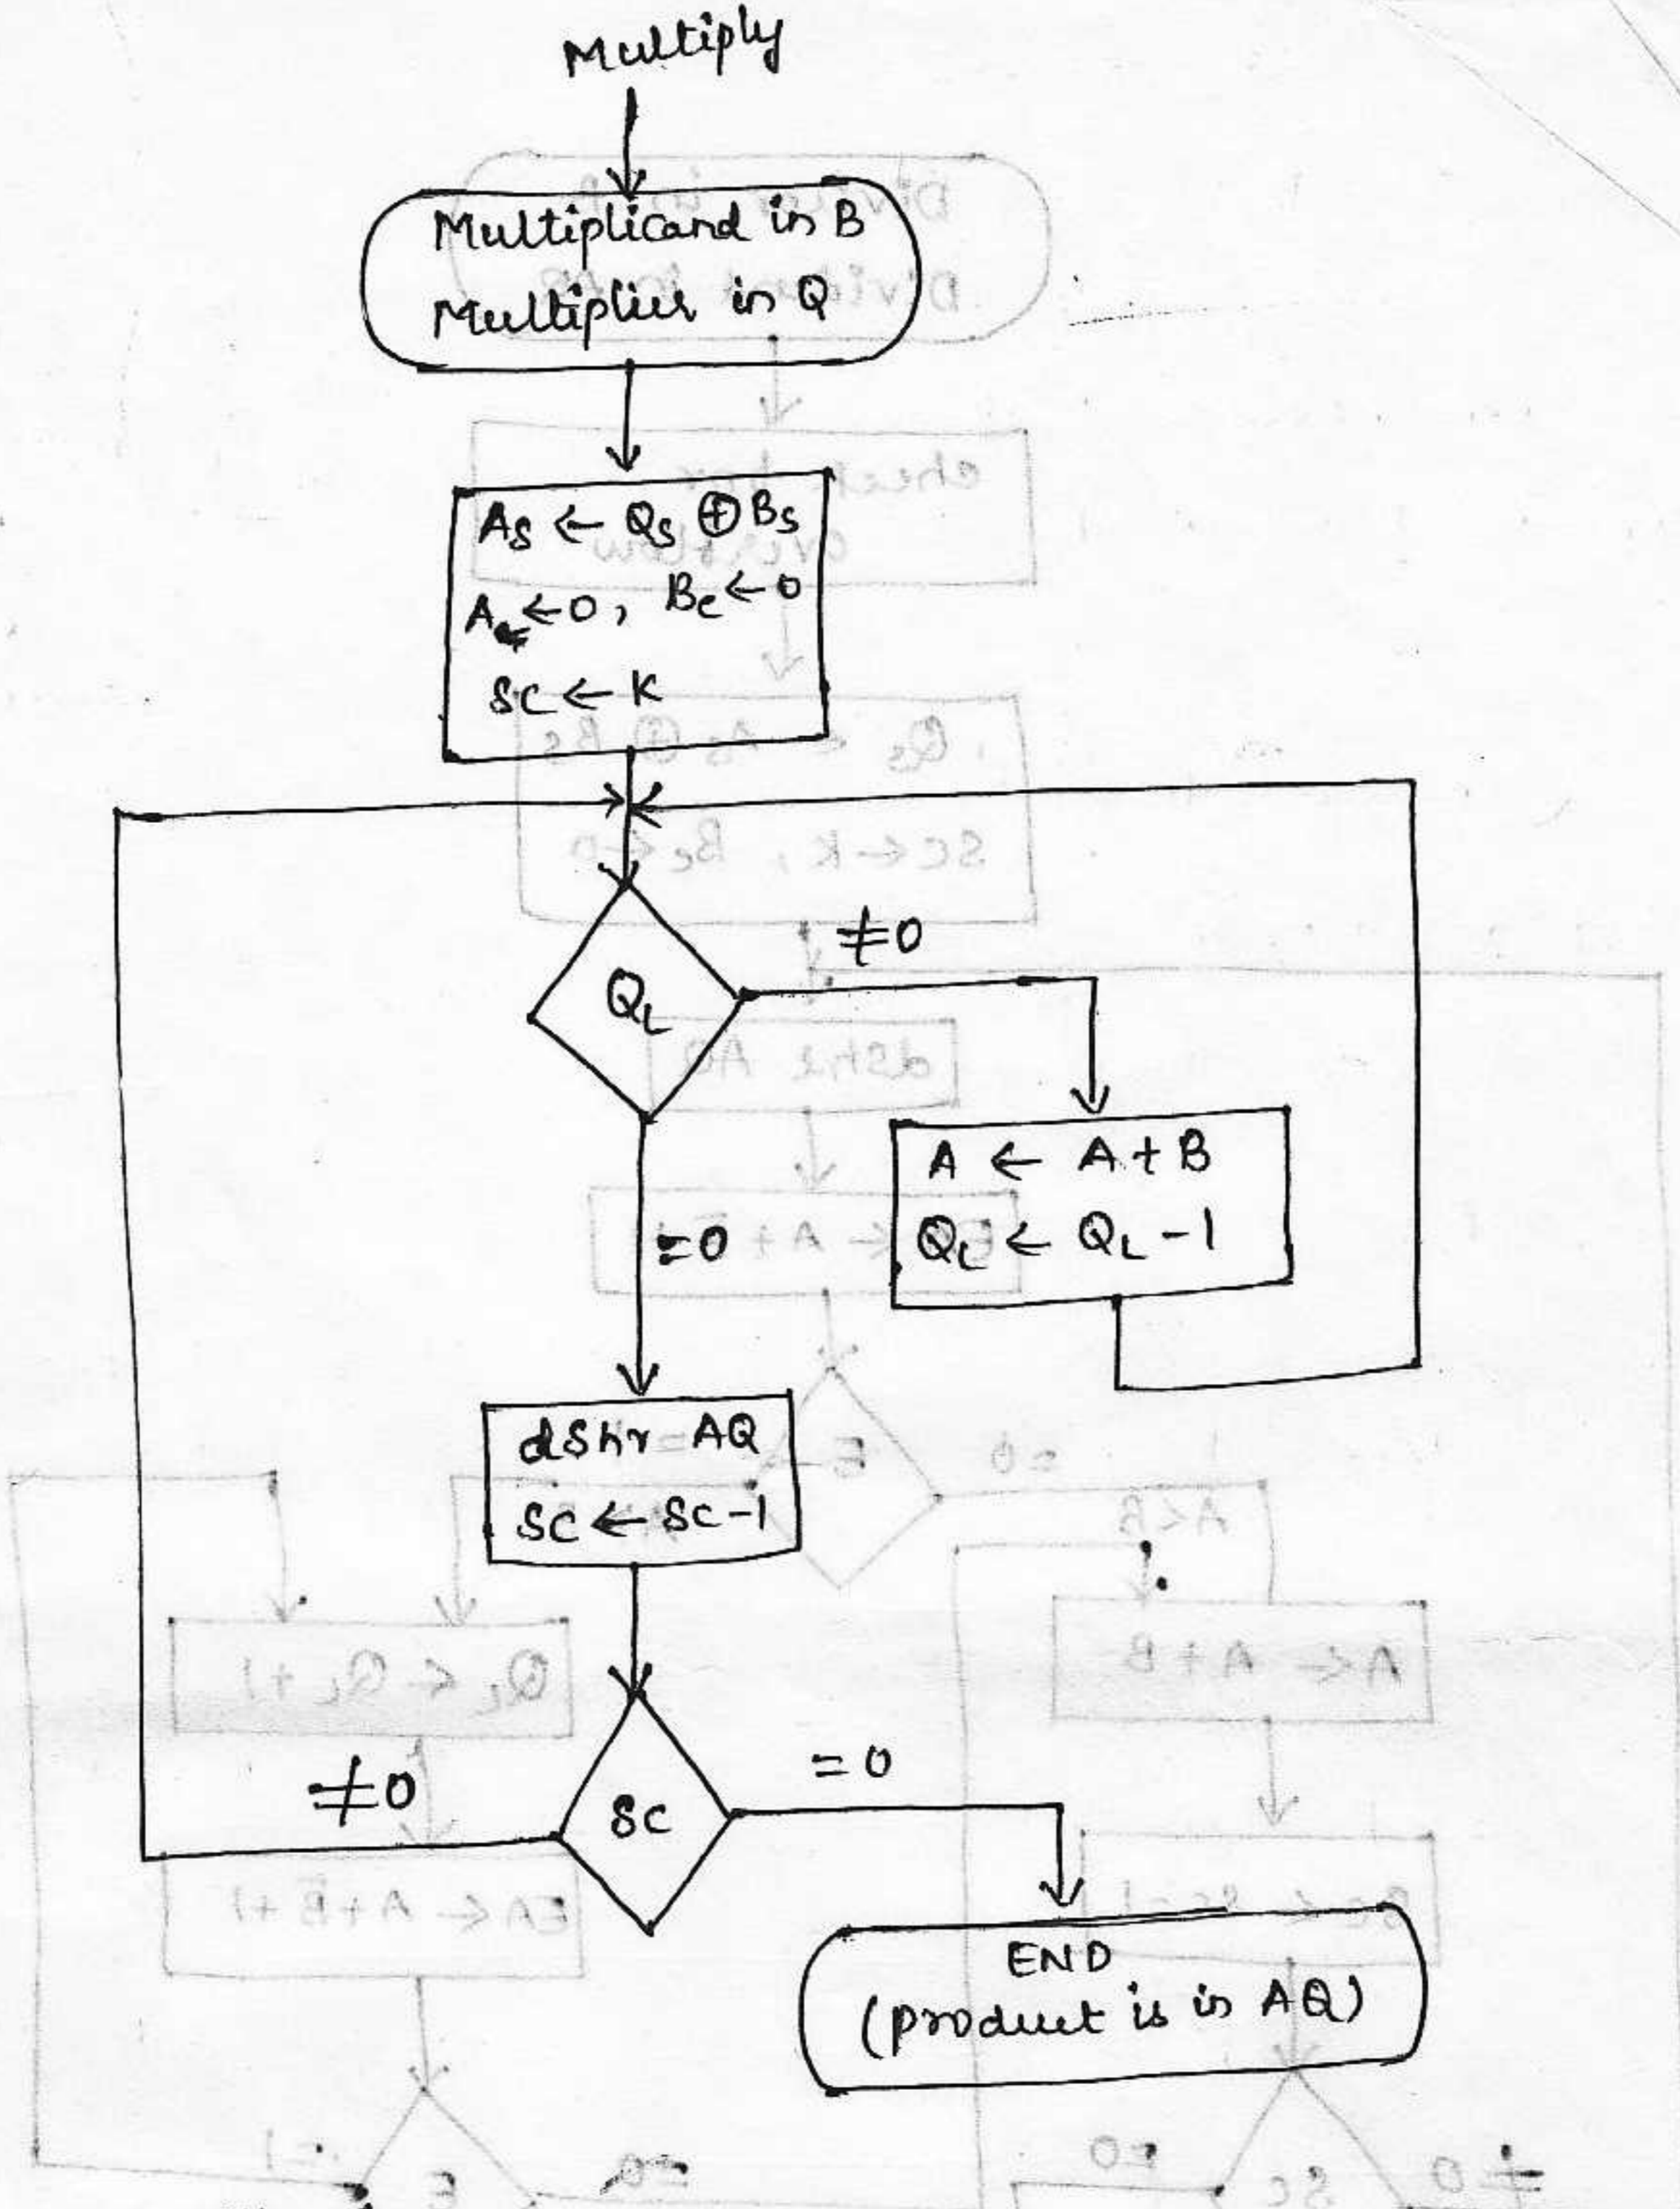 Multiply
Multiplicand in B
Multiplier in Q
As ← Qs ⊕ Bs
A ← 0, Be ← 0
SC ← K
QL
≠0
A ← A + B
QL ← QL - 1
=0
dshr AQ
SC ← SC-1
SC
≠0
=0
END
(product is in AQ)